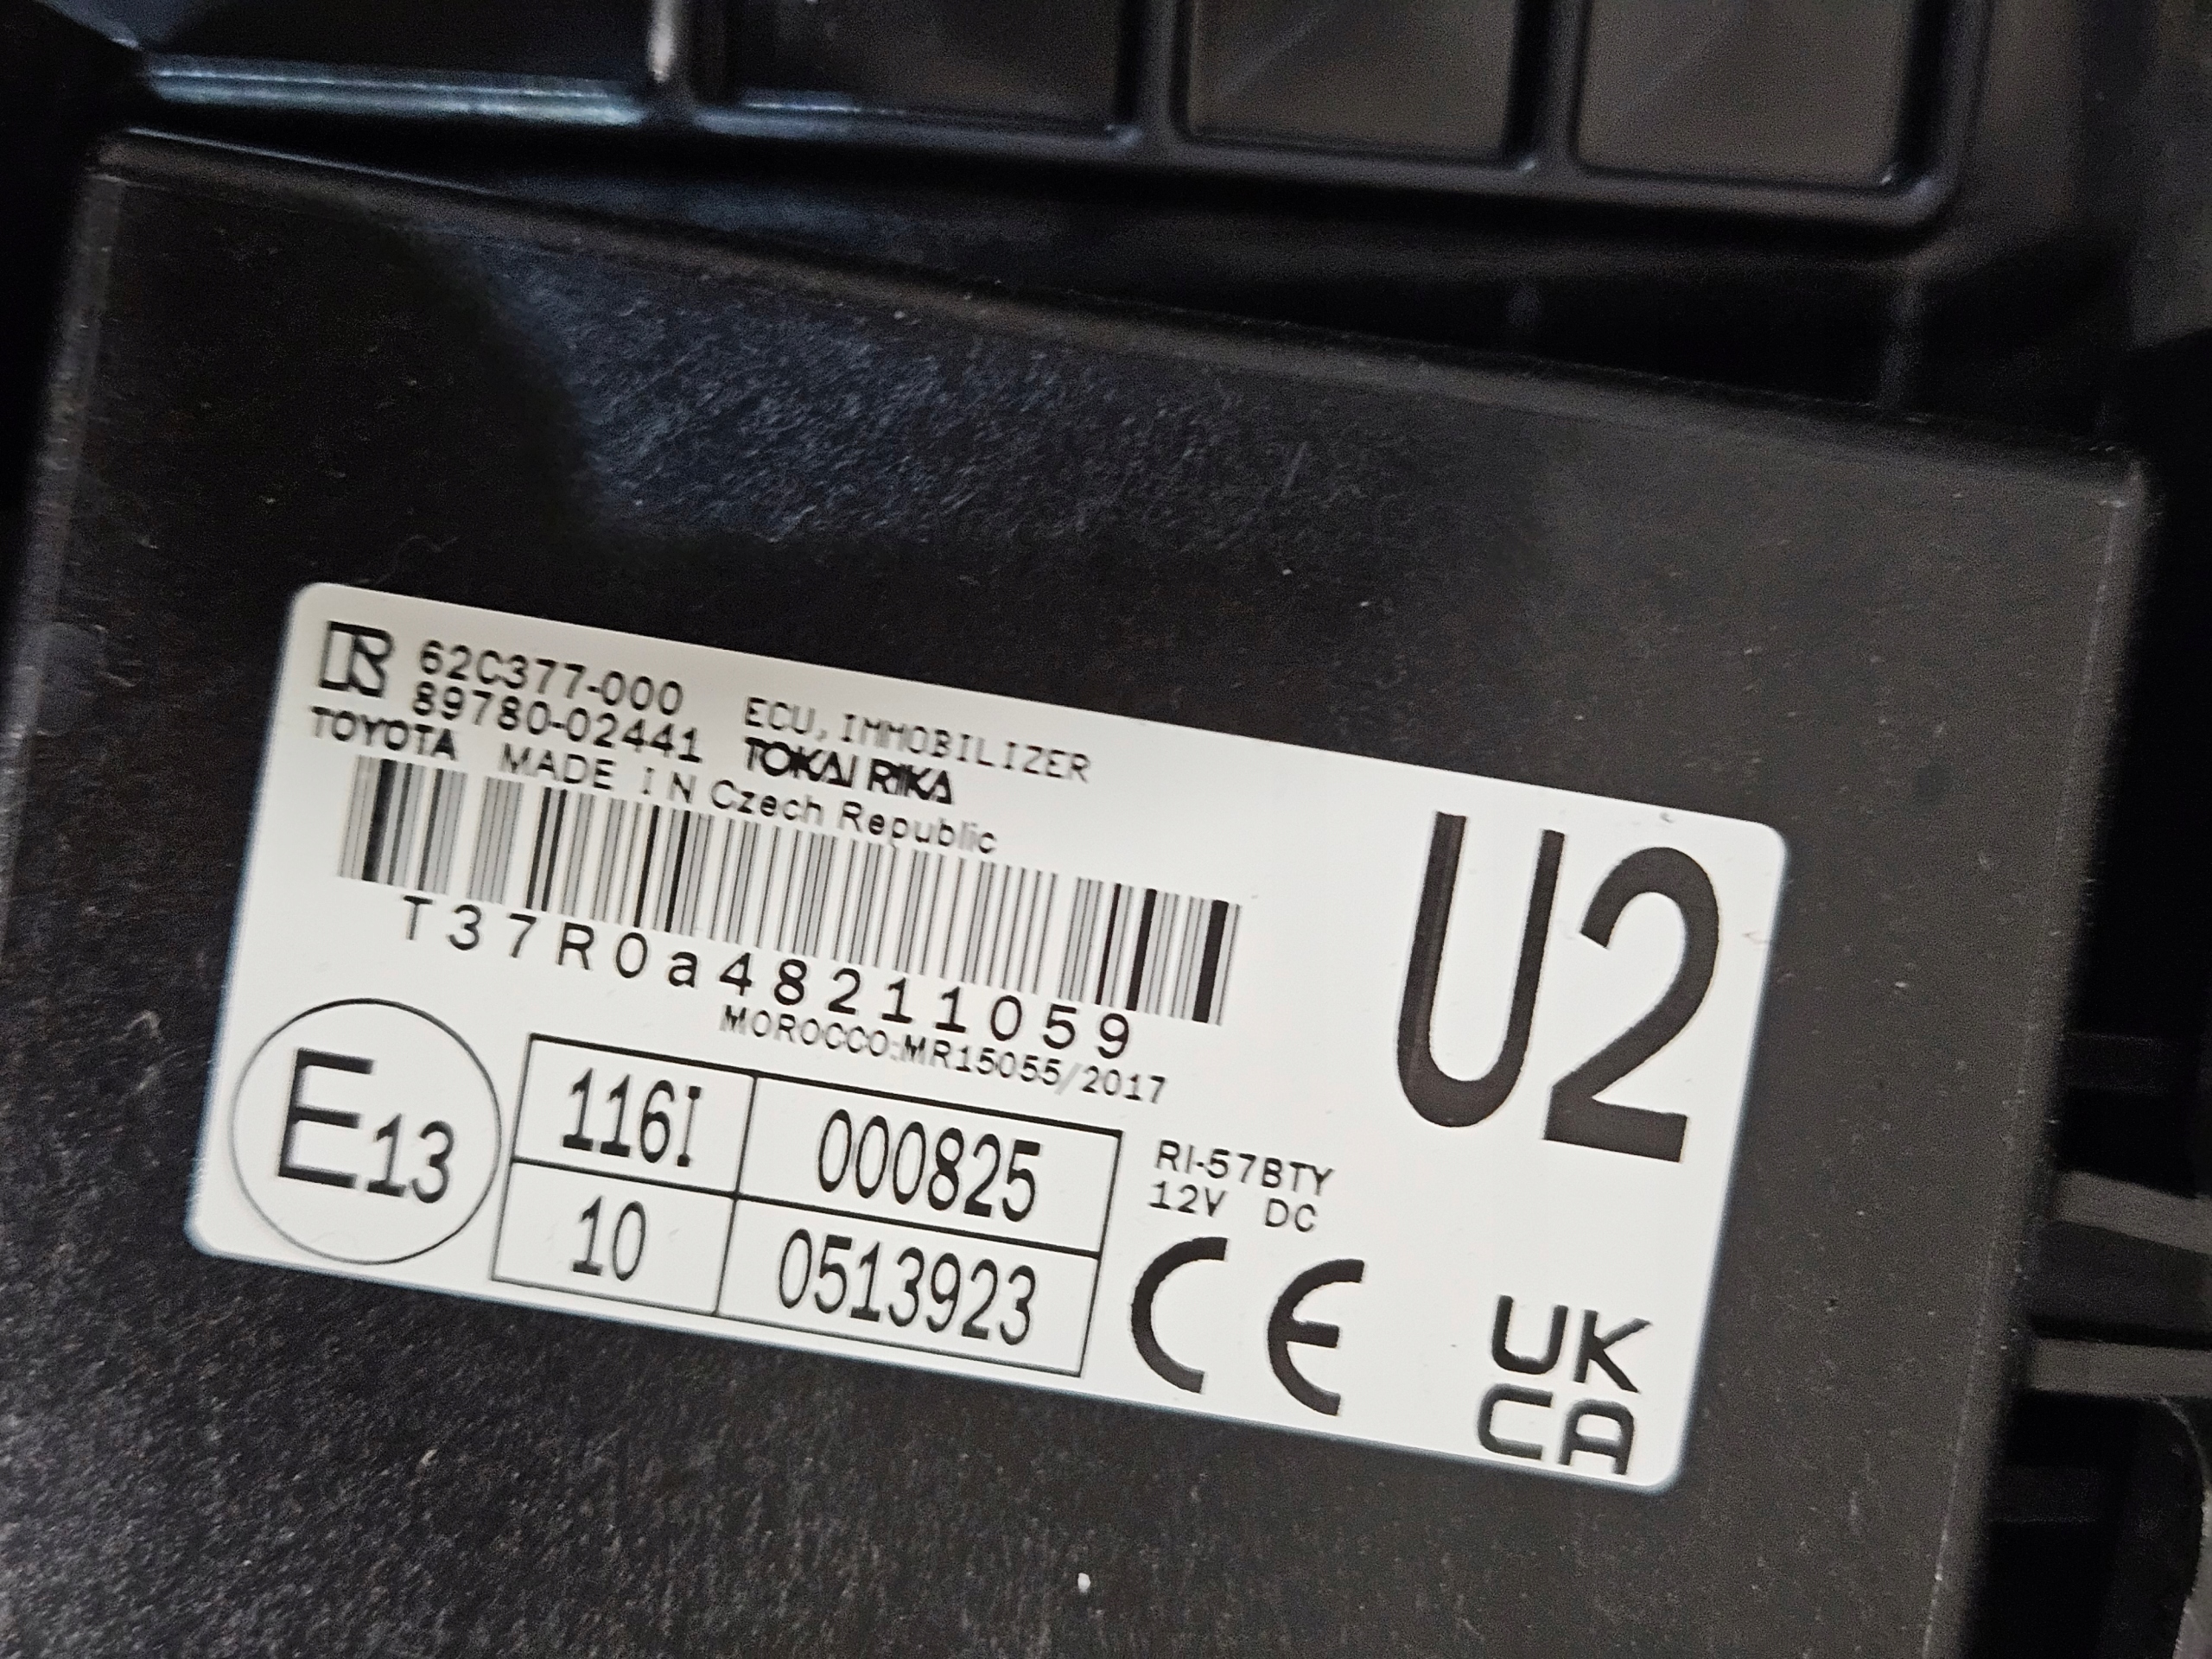 62C377-000 ECU,IMMOBILIZER
89780-02441 TOKAI RIKA
TOYOTA MADE IN Czech Republic
T37R0a48211059
MOROCCO:MR15055/2017
U2
E13
116I 000825
10 0513923
RI-57BTY
12V DC
CE
UK
CA